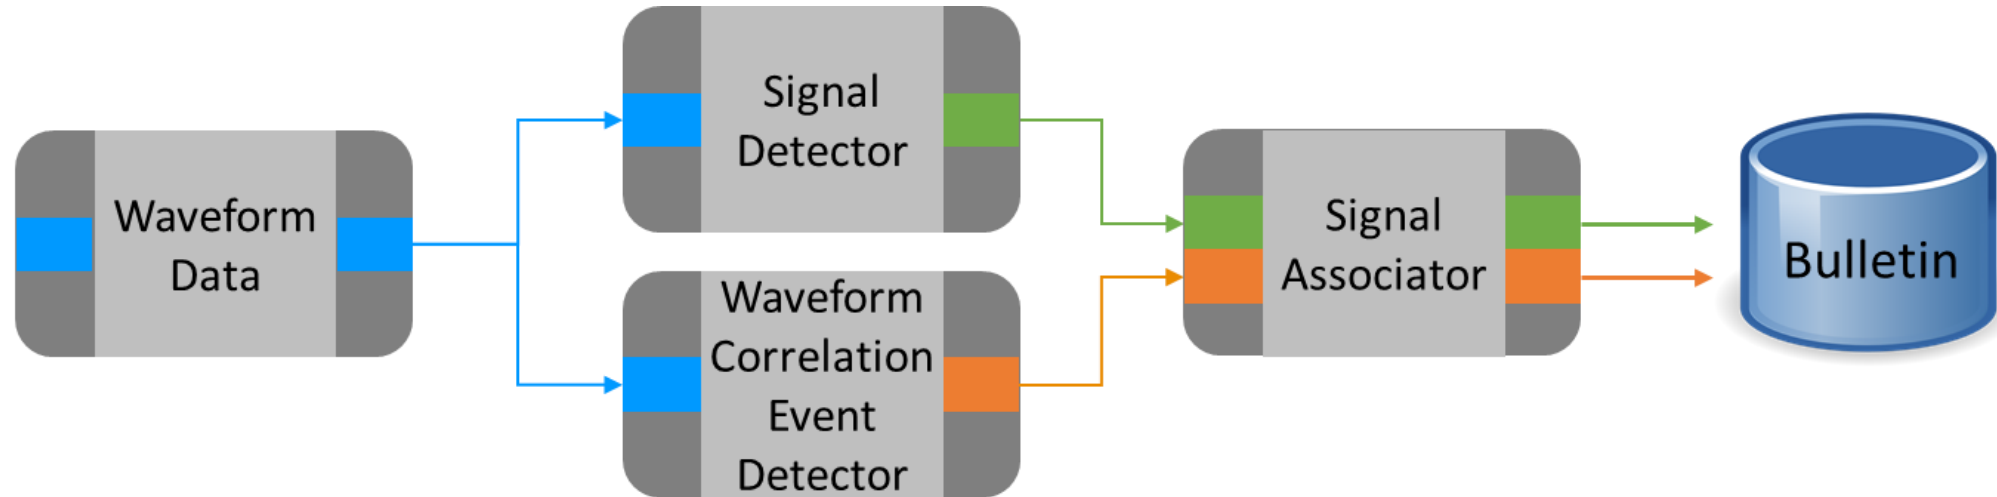 Waveform
Data
Signal
Detector
Waveform
Correlation
Event
Detector
Signal
Associator
Bulletin